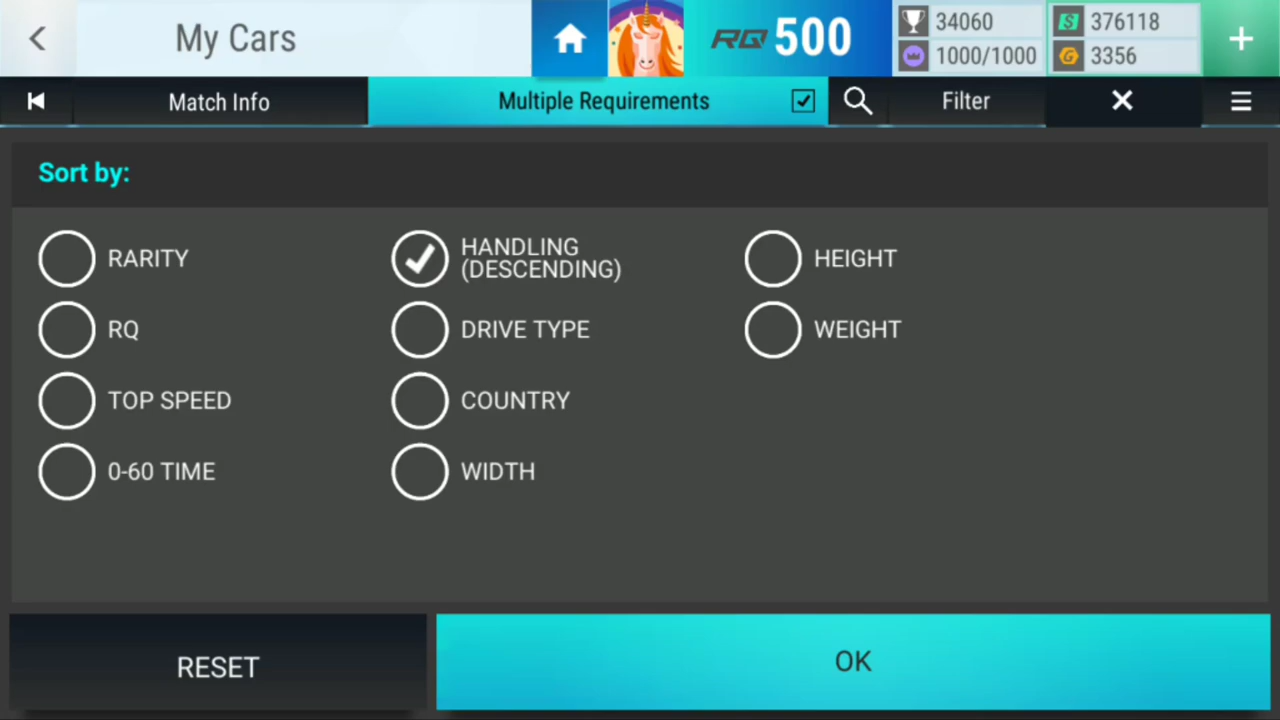 My Cars
RQ 500
34060
1000/1000
376118
3356
Match Info
Multiple Requirements
Filter
Sort by:
RARITY
HANDLING
(DESCENDING)
HEIGHT
RQ
DRIVE TYPE
WEIGHT
TOP SPEED
COUNTRY
0-60 TIME
WIDTH
RESET
OK